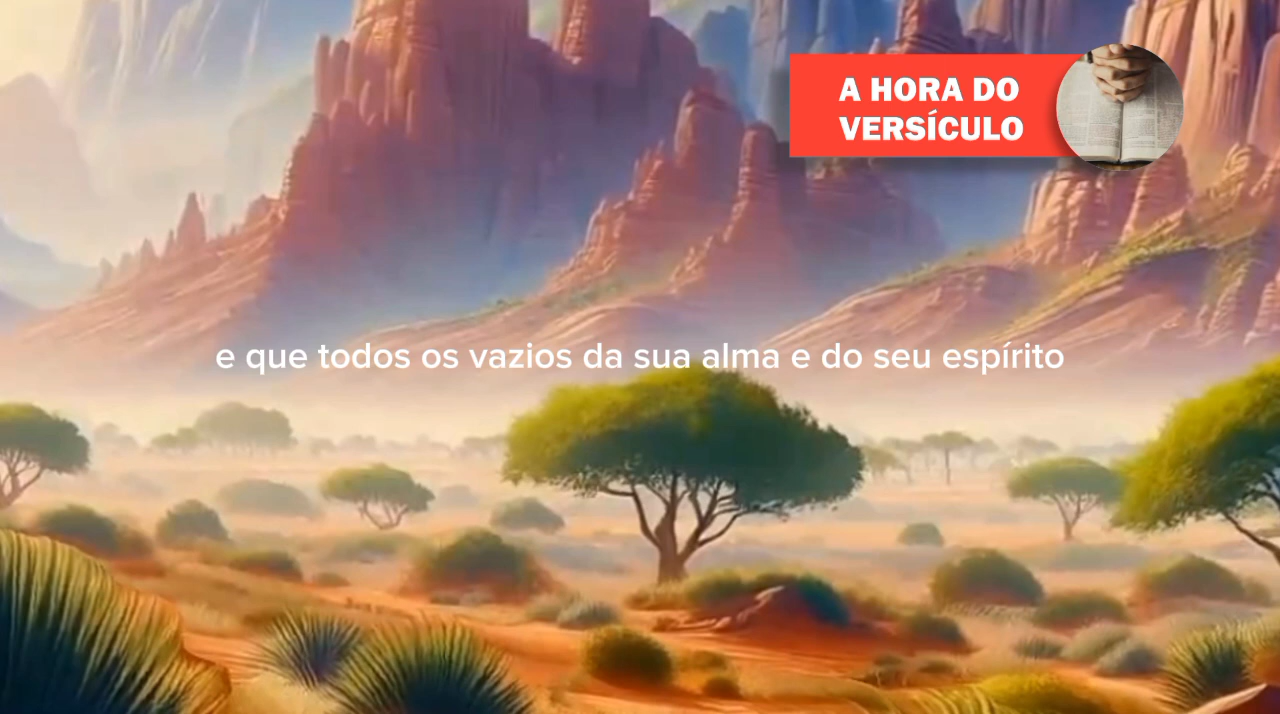 A HORA DO
VERSÍCULO
e que todos os vazios da sua alma e do seu espírito